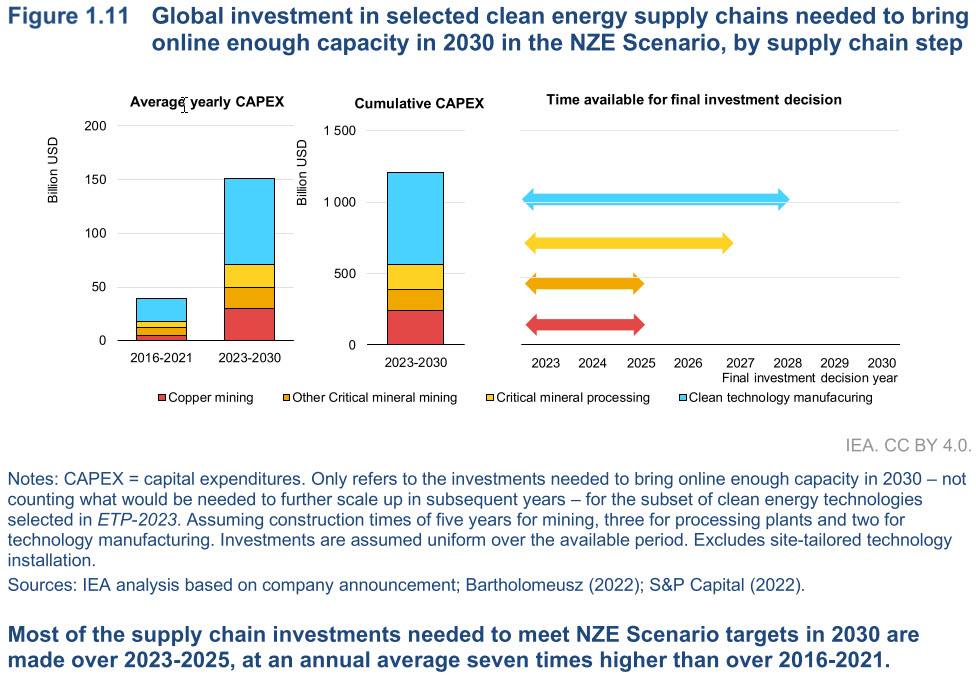 Figure 1.11 Global investment in selected clean energy supply chains needed to bring
online enough capacity in 2030 in the NZE Scenario, by supply chain step
Average yearly CAPEX
Billion USD
200
150
100
50
0
2016-2021 2023-2030
Cumulative CAPEX
Billion USD
1 500
1 000
500
0
2023-2030
Time available for final investment decision
2023 2024 2025 2026 2027 2028 2029 2030
Final investment decision year
Copper mining Other Critical mineral mining Critical mineral processing Clean technology manufacuring
IEA. CC BY 4.0.
Notes: CAPEX = capital expenditures. Only refers to the investments needed to bring online enough capacity in 2030 – not
counting what would be needed to further scale up in subsequent years – for the subset of clean energy technologies
selected in ETP-2023. Assuming construction times of five years for mining, three for processing plants and two for
technology manufacturing. Investments are assumed uniform over the available period. Excludes site-tailored technology
installation.
Sources: IEA analysis based on company announcement; Bartholomeusz (2022); S&P Capital (2022).
Most of the supply chain investments needed to meet NZE Scenario targets in 2030 are
made over 2023-2025, at an annual average seven times higher than over 2016-2021.